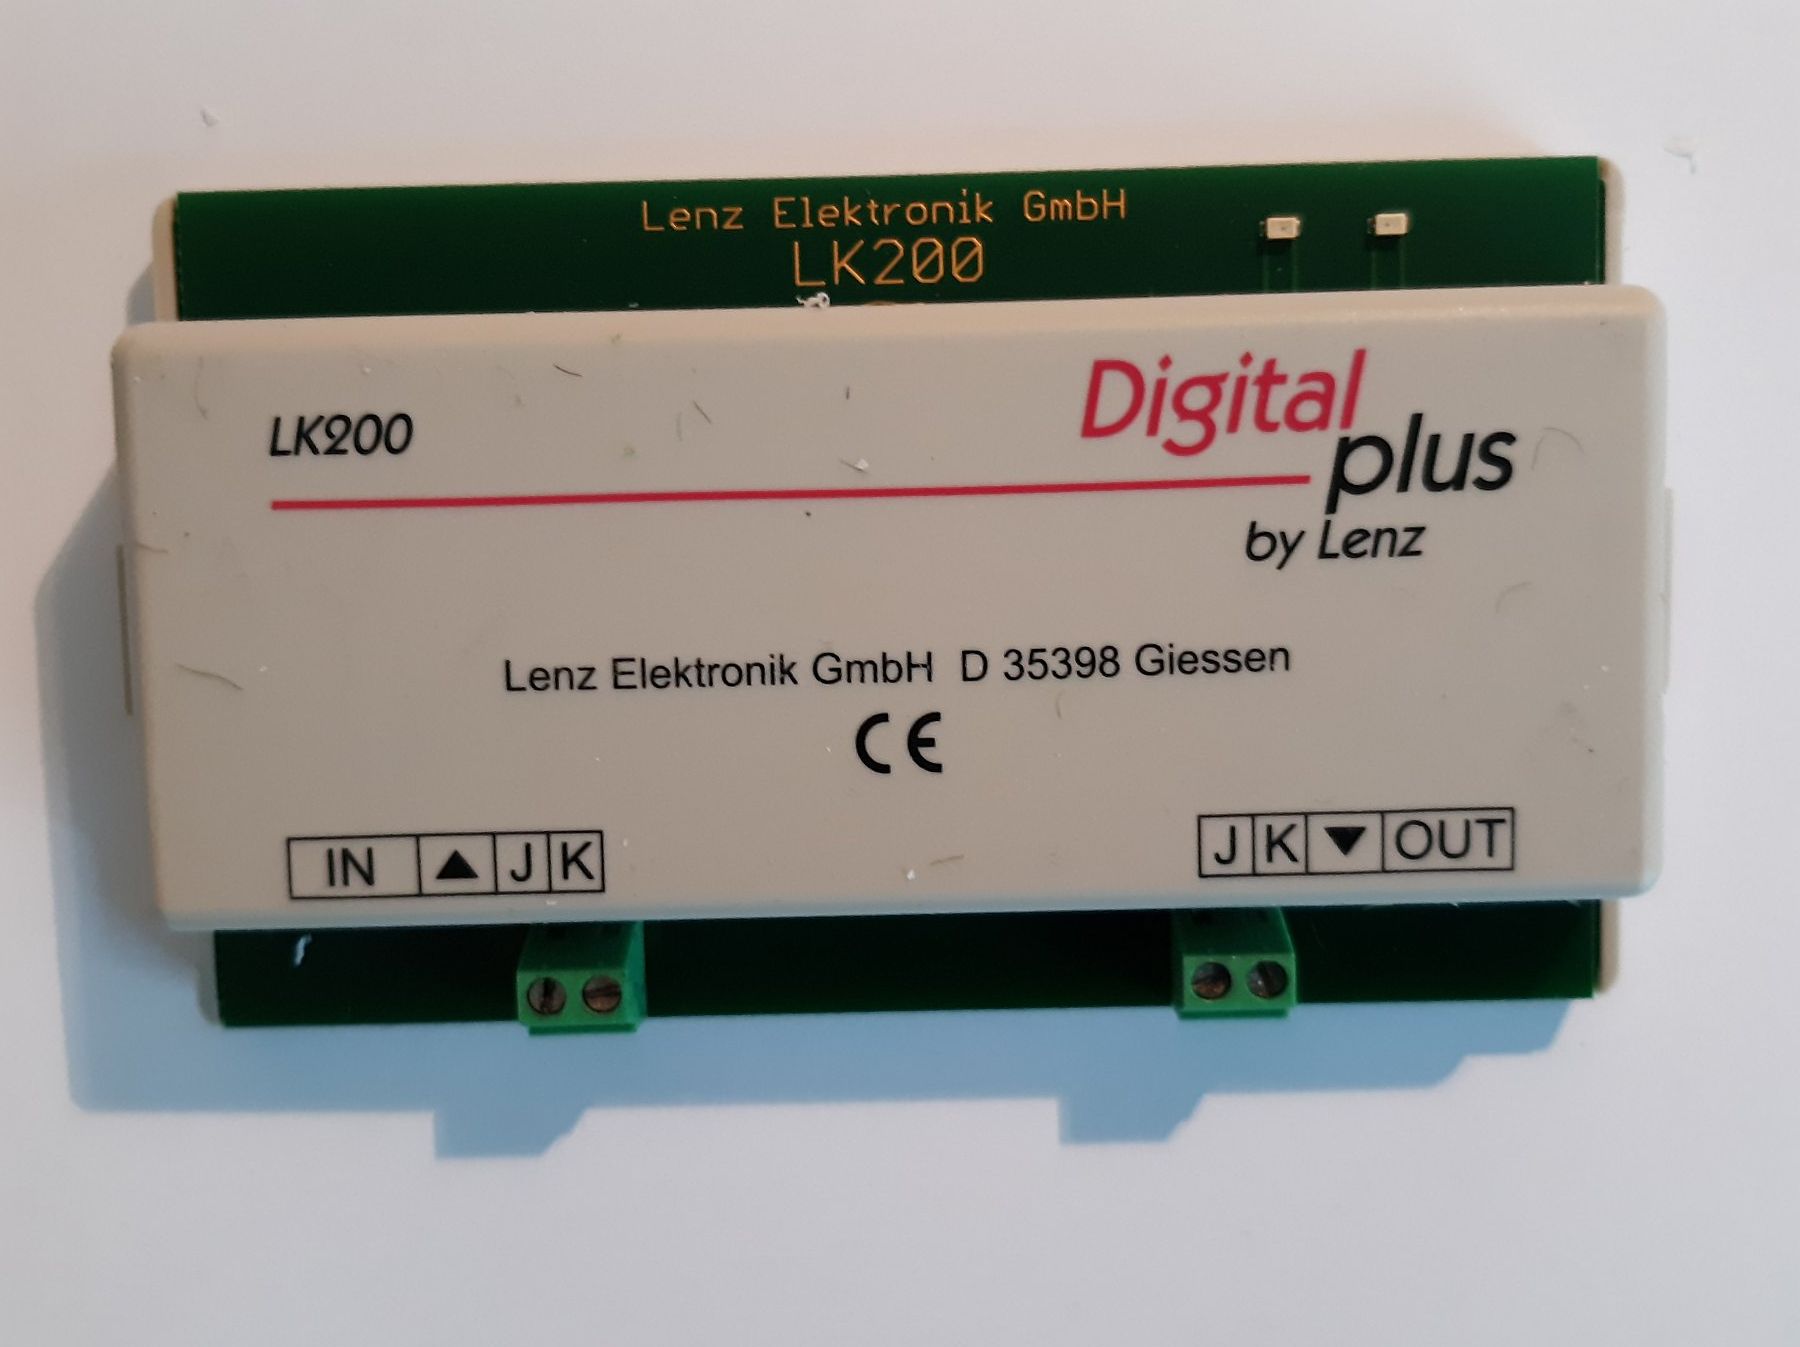 Lenz Elektronik GmbH
LK200
LK200
Digital
plus
by Lenz
Lenz Elektronik GmbH D 35398 Giessen
CE
IN ▲ J K
J K ▼ OUT